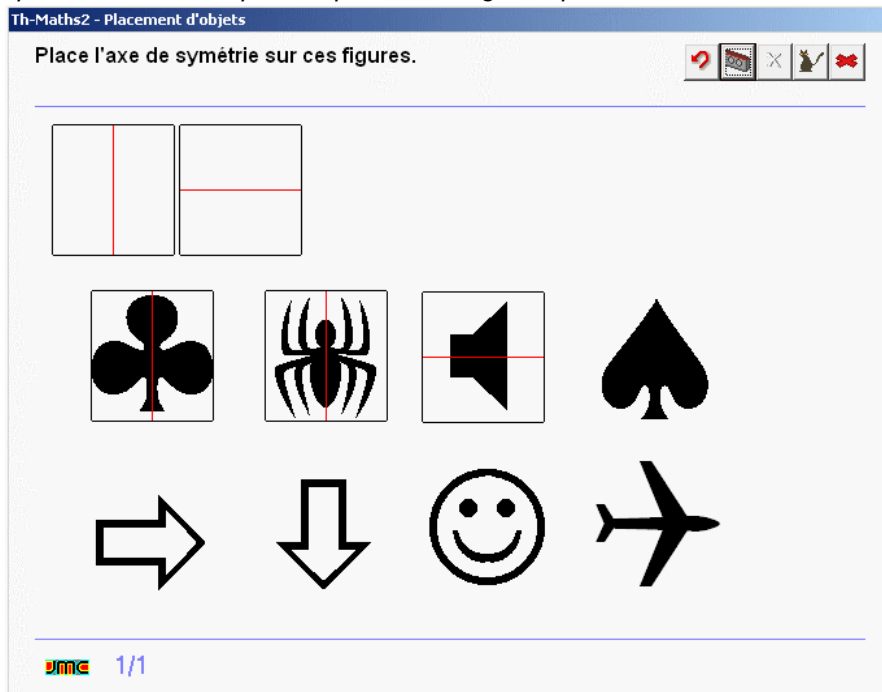 Th-Maths2 - Placement d'objets
Place l'axe de symétrie sur ces figures.
JMC 1/1